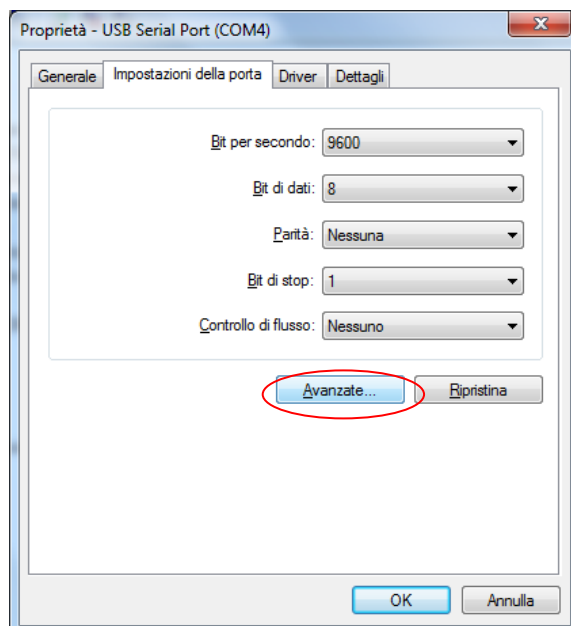 Proprietà - USB Serial Port (COM4)
Generale Impostazioni della porta Driver Dettagli
Bit per secondo: 9600
Bit di dati: 8
Parità: Nessuna
Bit di stop: 1
Controllo di flusso: Nessuno
Avanzate... Ripristina
OK Annulla